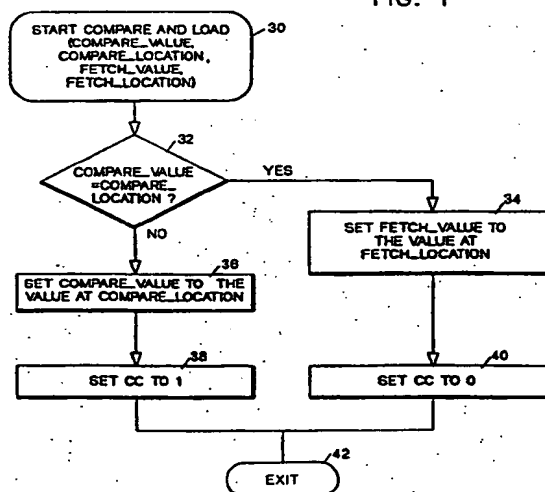 FIG. 1
START COMPARE AND LOAD
(COMPARE_VALUE,
COMPARE_LOCATION,
FETCH_VALUE,
FETCH_LOCATION)
30
32
COMPARE_VALUE
=COMPARE_
LOCATION ?
YES
NO
34
SET FETCH_VALUE TO
THE VALUE AT
FETCH_LOCATION
36
SET COMPARE_VALUE TO THE
VALUE AT COMPARE_LOCATION
38
SET CC TO 1
40
SET CC TO 0
42
EXIT